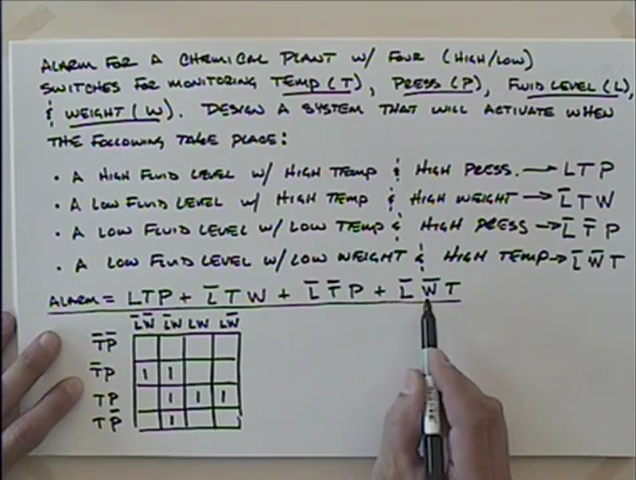 ALARM FOR A CHEMICAL PLANT W/ FOUR (HIGH/LOW)
SWITCHES FOR MONITORING TEMP (T), PRESS (P), FLUID LEVEL (L),
& WEIGHT (W). DESIGN A SYSTEM THAT WILL ACTIVATE WHEN
THE FOLLOWING TAKE PLACE:
• A HIGH FLUID LEVEL W/ HIGH TEMP & HIGH PRESS. → LTP
• A LOW FLUID LEVEL W/ HIGH TEMP & HIGH WEIGHT → L̅TW
• A LOW FLUID LEVEL W/ LOW TEMP & HIGH PRESS → L̅T̅P
• A LOW FLUID LEVEL W/ LOW WEIGHT & HIGH TEMP → L̅W̅T
ALARM = LTP + L̅TW + L̅T̅P + L̅W̅T
L̅W̅ L̅W LW LW̅
T̅P̅
T̅P 1 1
TP 1 1 1
TP̅ 1